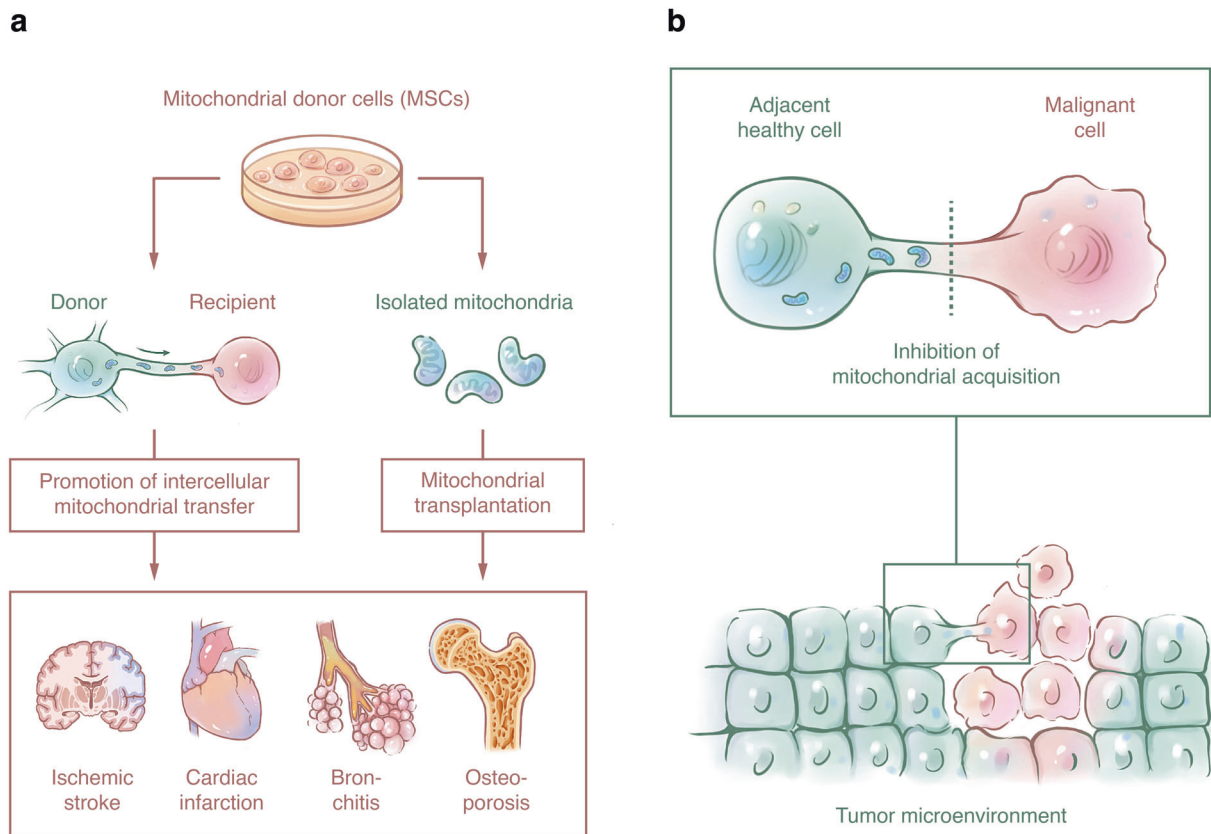 a
Mitochondrial donor cells (MSCs)
Donor
Recipient
Isolated mitochondria
Promotion of intercellular
mitochondrial transfer
Mitochondrial
transplantation
Ischemic
stroke
Cardiac
infarction
Bron-
chitis
Osteo-
porosis
b
Adjacent
healthy cell
Malignant
cell
Inhibition of
mitochondrial acquisition
Tumor microenvironment